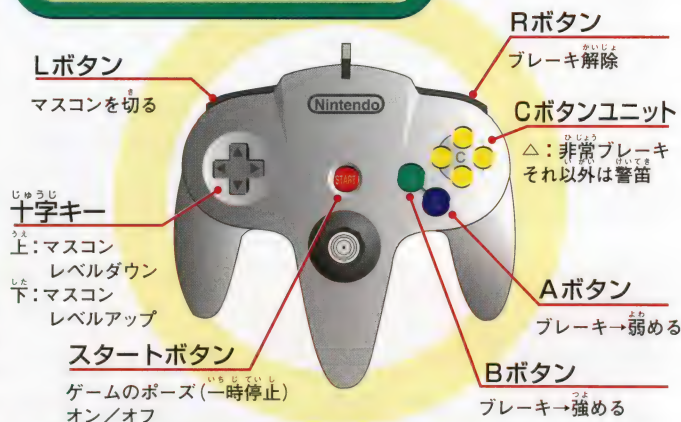 Lボタン
マスコンを切る
Rボタン
ブレーキ解除
Nintendo
Cボタンユニット
△：非常ブレーキ
それ以外は警笛
C
START
十字キー
上：マスコン
レベルダウン
下：マスコン
レベルアップ
Aボタン
ブレーキ→弱める
スタートボタン
ゲームのポーズ（一時停止）
オン／オフ
Bボタン
ブレーキ→強める